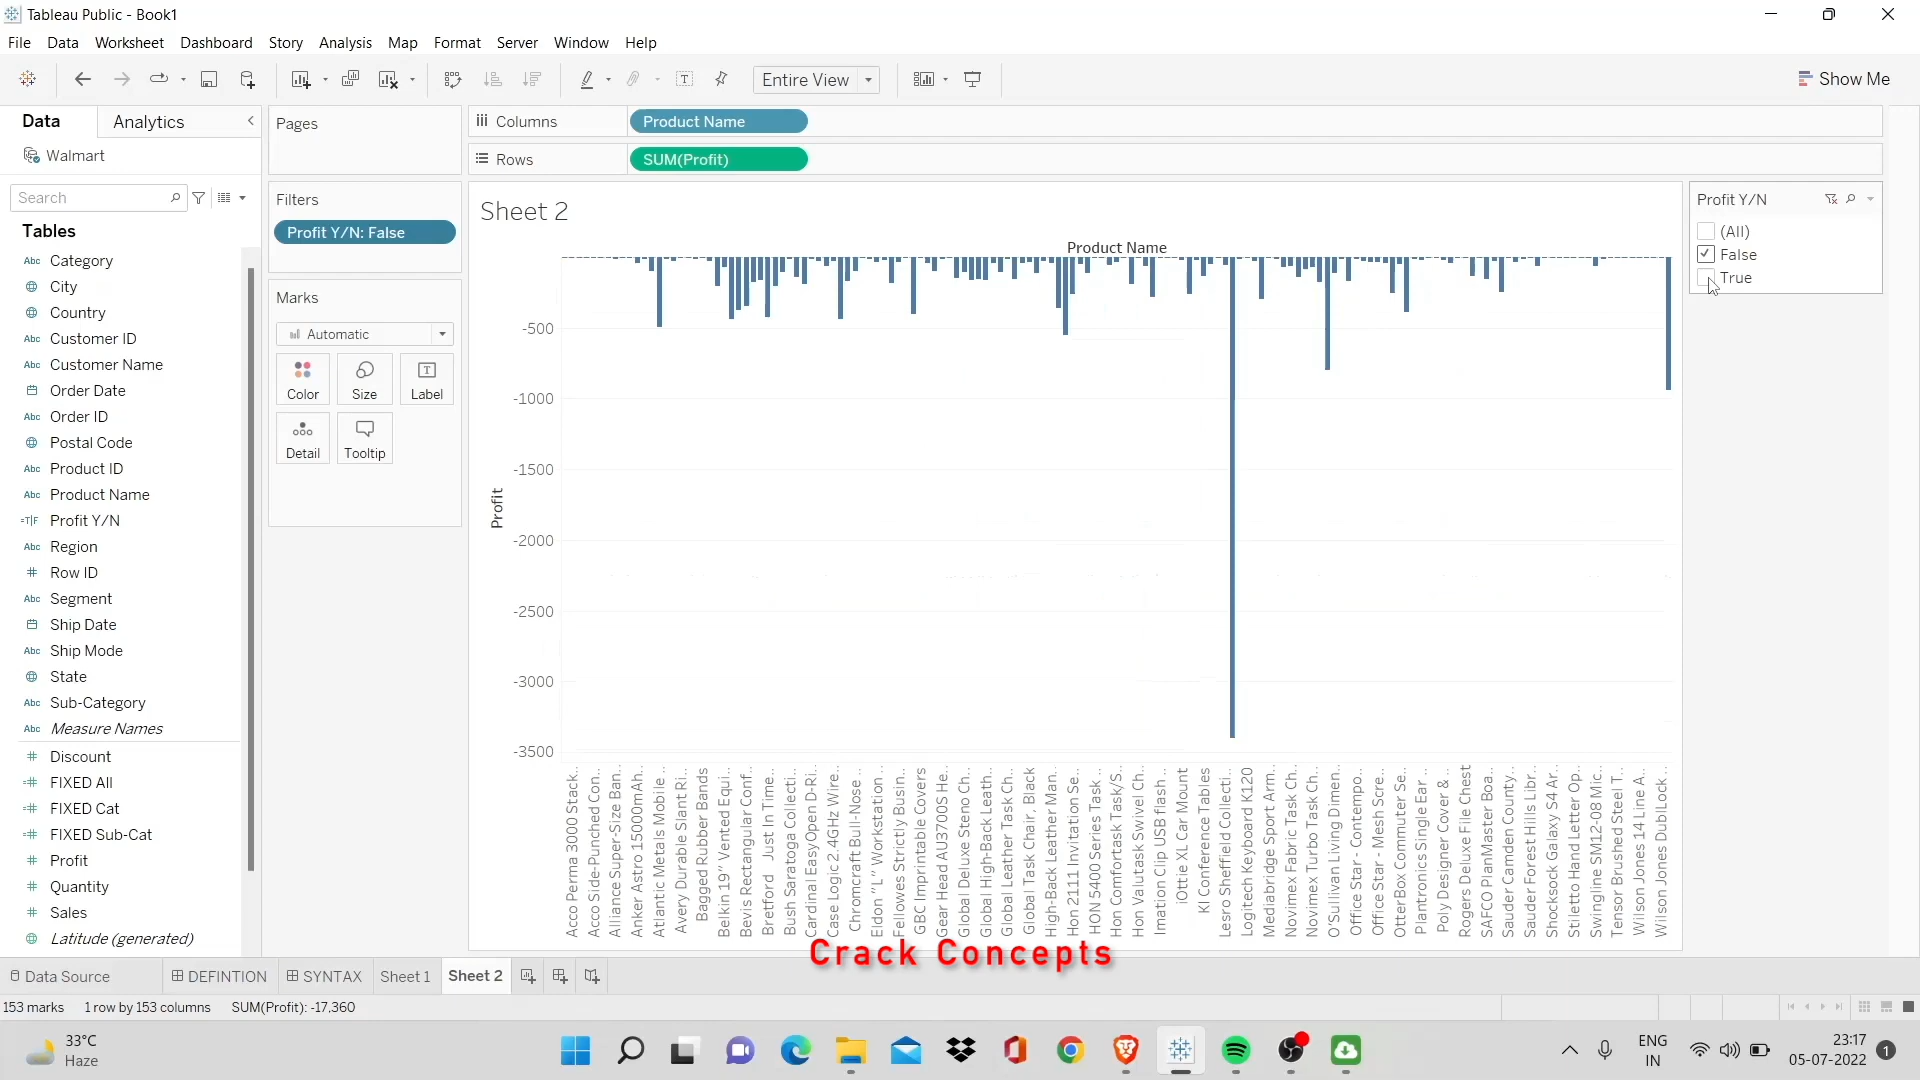 Tableau Public - Book1
File Data Worksheet Dashboard Story Analysis Map Format Server Window Help
Entire View
Show Me
Data Analytics
Walmart
Search
Tables
Abc Category
City
Country
Abc Customer ID
Abc Customer Name
Order Date
Abc Order ID
Postal Code
Abc Product ID
Abc Product Name
=T|F Profit Y/N
Abc Region
# Row ID
Abc Segment
Ship Date
Abc Ship Mode
State
Abc Sub-Category
Abc Measure Names
# Discount
=# FIXED All
=# FIXED Cat
=# FIXED Sub-Cat
# Profit
# Quantity
# Sales
Latitude (generated)
Pages
Filters
Profit Y/N: False
Marks
Automatic
Color Size Label
Detail Tooltip
Columns Product Name
Rows SUM(Profit)
Sheet 2
Product Name
Profit
-500
-1000
-1500
-2000
-2500
-3000
-3500
Acco Perma 3000 Stack..
Acco Side-Punched Con..
Alliance Super-Size Ban..
Anker Astro 15000mAh..
Atlantic Metals Mobile ..
Avery Durable Slant Ri..
Bagged Rubber Bands
Belkin 19" Vented Equi..
Bevis Rectangular Conf..
Bretford Just In Time..
Bush Saratoga Collecti..
Cardinal EasyOpen D-Ri..
Case Logic 2.4GHz Wire..
Chromcraft Bull-Nose ..
Eldon "L" Workstation ..
Fellowes Strictly Busin..
GBC Imprintable Covers
Gear Head AU3700S He..
Global Deluxe Steno Ch..
Global High-Back Leath..
Global Leather Task Ch..
Global Task Chair, Black
High-Back Leather Man..
Hon 2111 Invitation Se..
HON 5400 Series Task ..
Hon Comfortask Task/S..
Hon Valutask Swivel Ch..
Imation Clip USB flash ..
iOttie XL Car Mount
KI Conference Tables
Lesro Sheffield Collecti..
Logitech Keyboard K120
Mediabridge Sport Arm..
Novimex Fabric Task Ch..
Novimex Turbo Task Ch..
O'Sullivan Living Dimen..
Office Star - Contempo..
Office Star - Mesh Scre..
OtterBox Commuter Se..
Plantronics Single Ear ..
Poly Designer Cover & ..
Rogers Deluxe File Chest
SAFCO PlanMaster Boa..
Sauder Camden County..
Sauder Forest Hills Libr..
Shocksock Galaxy S4 Ar..
Stiletto Hand Letter Op..
Swingline SM12-08 Mic..
Tensor Brushed Steel T..
Wilson Jones 14 Line A..
Wilson Jones DublLock ..
Profit Y/N
(All)
False
True
Crack Concepts
Data Source DEFINTION SYNTAX Sheet 1 Sheet 2
153 marks 1 row by 153 columns SUM(Profit): -17,360
33°C
Haze
ENG
IN
23:17
05-07-2022
1